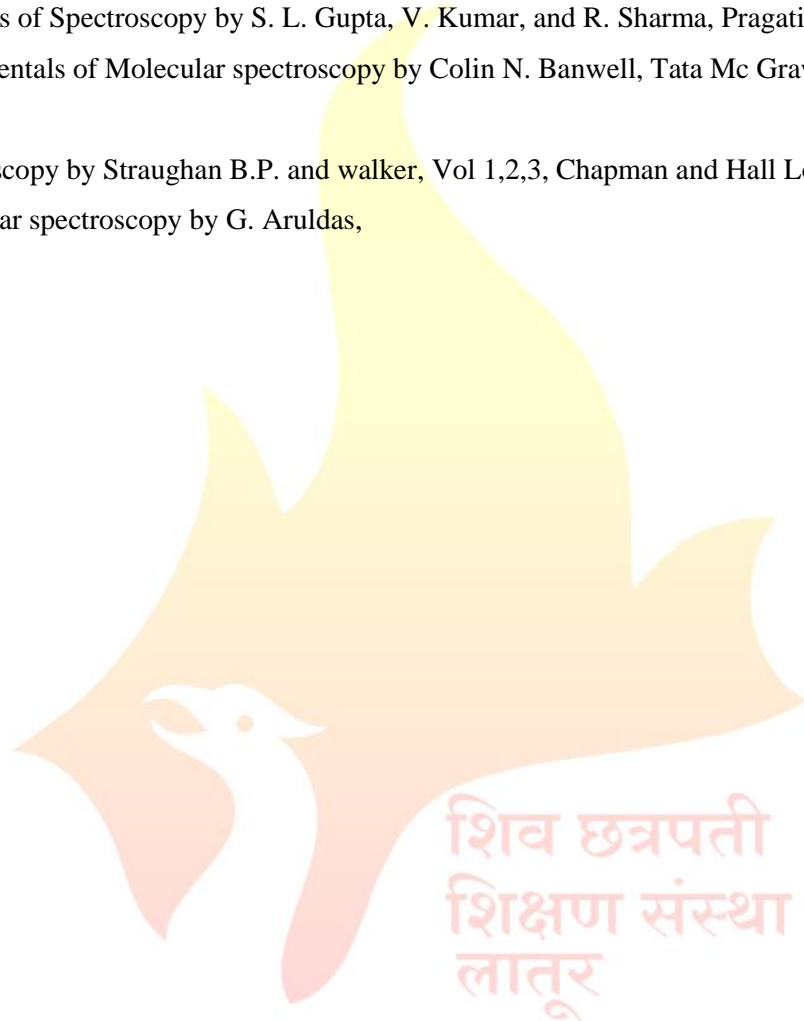 s of Spectroscopy by S. L. Gupta, V. Kumar, and R. Sharma, Pragati
entals of Molecular spectroscopy by Colin N. Banwell, Tata Mc Graw
scopy by Straughan B.P. and walker, Vol 1,2,3, Chapman and Hall Lo
ar spectroscopy by G. Aruldas,
शिव छत्रपती
शिक्षण संस्था
लातूर